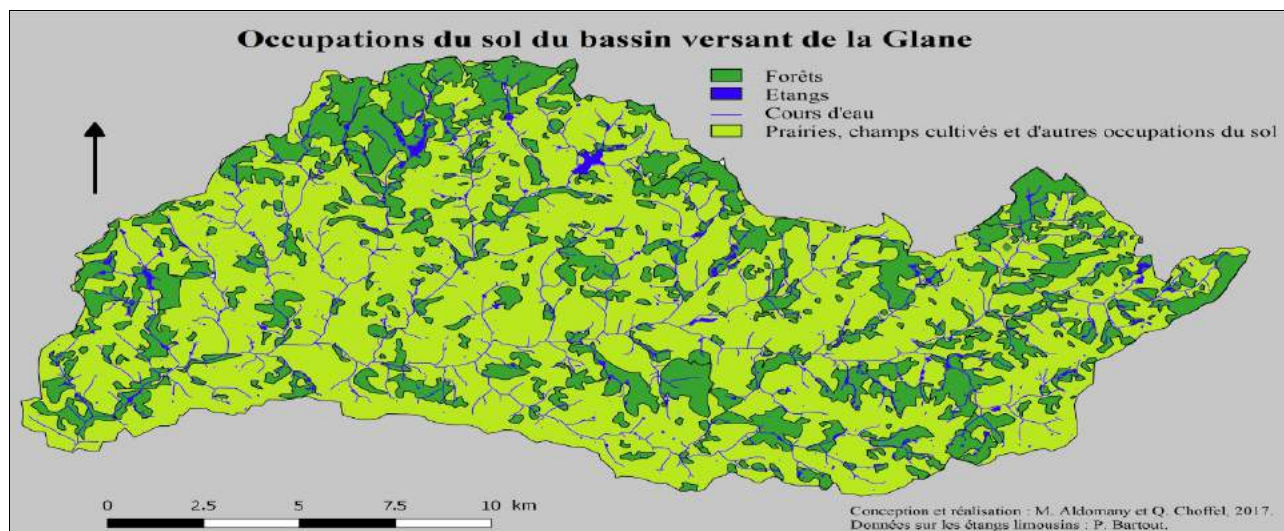 Occupations du sol du bassin versant de la Glane
Forêts
Etangs
Cours d'eau
Prairies, champs cultivés et d'autres occupations du sol
0 2.5 5 7.5 10 km
Conception et réalisation : M. Aldomany et Q. Choffel, 2017.
Données sur les étangs limousins : P. Bartout,